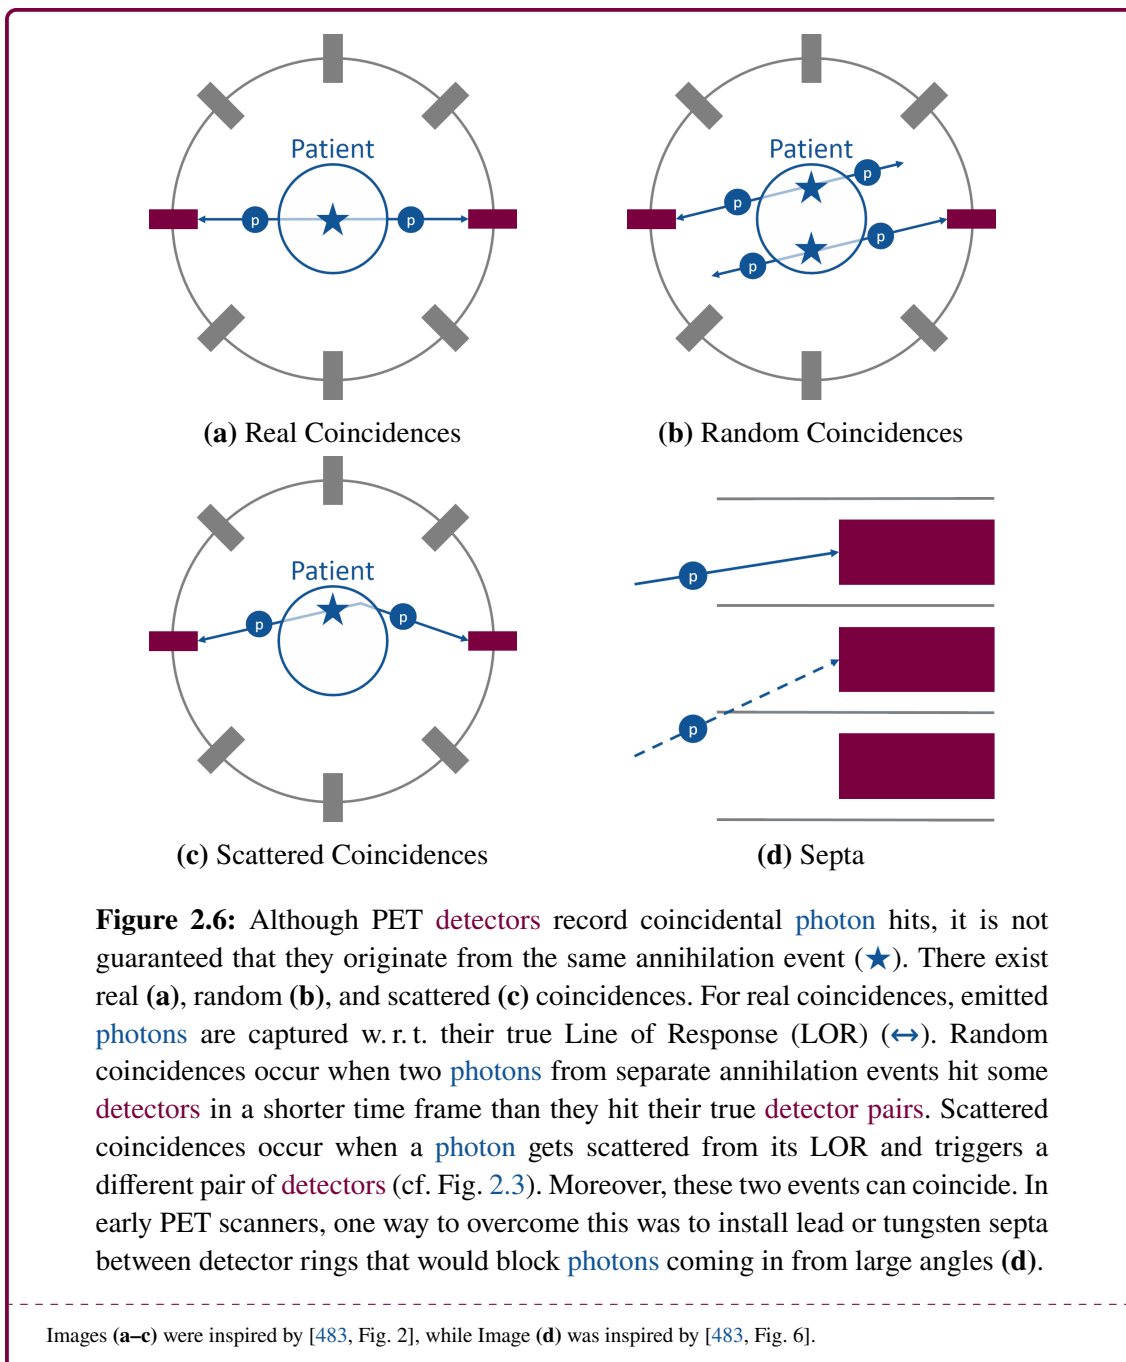 Patient
p
p
Patient
p
p
p
p
(a) Real Coincidences
(b) Random Coincidences
Patient
p
p
p
p
(c) Scattered Coincidences
(d) Septa
Figure 2.6: Although PET detectors record coincidental photon hits, it is not
guaranteed that they originate from the same annihilation event (★). There exist
real (a), random (b), and scattered (c) coincidences. For real coincidences, emitted
photons are captured w. r. t. their true Line of Response (LOR) (↔). Random
coincidences occur when two photons from separate annihilation events hit some
detectors in a shorter time frame than they hit their true detector pairs. Scattered
coincidences occur when a photon gets scattered from its LOR and triggers a
different pair of detectors (cf. Fig. 2.3). Moreover, these two events can coincide. In
early PET scanners, one way to overcome this was to install lead or tungsten septa
between detector rings that would block photons coming in from large angles (d).
Images (a–c) were inspired by [483, Fig. 2], while Image (d) was inspired by [483, Fig. 6].